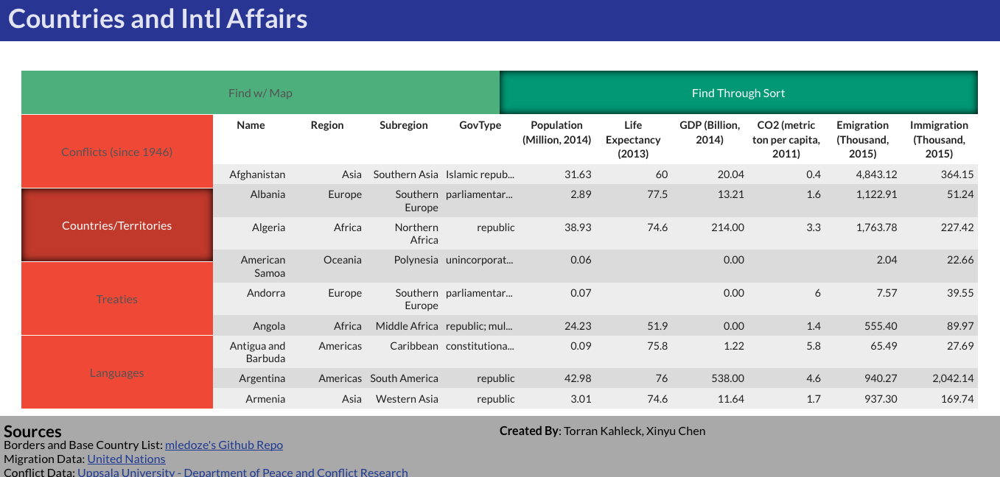 Countries and Intl Affairs
Find w/ Map
Find Through Sort
Conflicts (since 1946)
Countries/Territories
Treaties
Languages
Name Region Subregion GovType Population (Million, 2014) Life Expectancy (2013) GDP (Billion, 2014) CO2 (metric ton per capita, 2011) Emigration (Thousand, 2015) Immigration (Thousand, 2015)
Afghanistan Asia Southern Asia Islamic repub... 31.63 60 20.04 0.4 4,843.12 364.15
Albania Europe Southern Europe parliamentar... 2.89 77.5 13.21 1.6 1,122.91 51.24
Algeria Africa Northern Africa republic 38.93 74.6 214.00 3.3 1,763.78 227.42
American Samoa Oceania Polynesia unincorporat... 0.06 0.00 2.04 22.66
Andorra Europe Southern Europe parliamentar... 0.07 0.00 6 7.57 39.55
Angola Africa Middle Africa republic; mul... 24.23 51.9 0.00 1.4 555.40 89.97
Antigua and Barbuda Americas Caribbean constitutiona... 0.09 75.8 1.22 5.8 65.49 27.69
Argentina Americas South America republic 42.98 76 538.00 4.6 940.27 2,042.14
Armenia Asia Western Asia republic 3.01 74.6 11.64 1.7 937.30 169.74
Sources
Borders and Base Country List: mledoze's Github Repo
Migration Data: United Nations
Conflict Data: Uppsala University - Department of Peace and Conflict Research
Created By: Torran Kahleck, Xinyu Chen